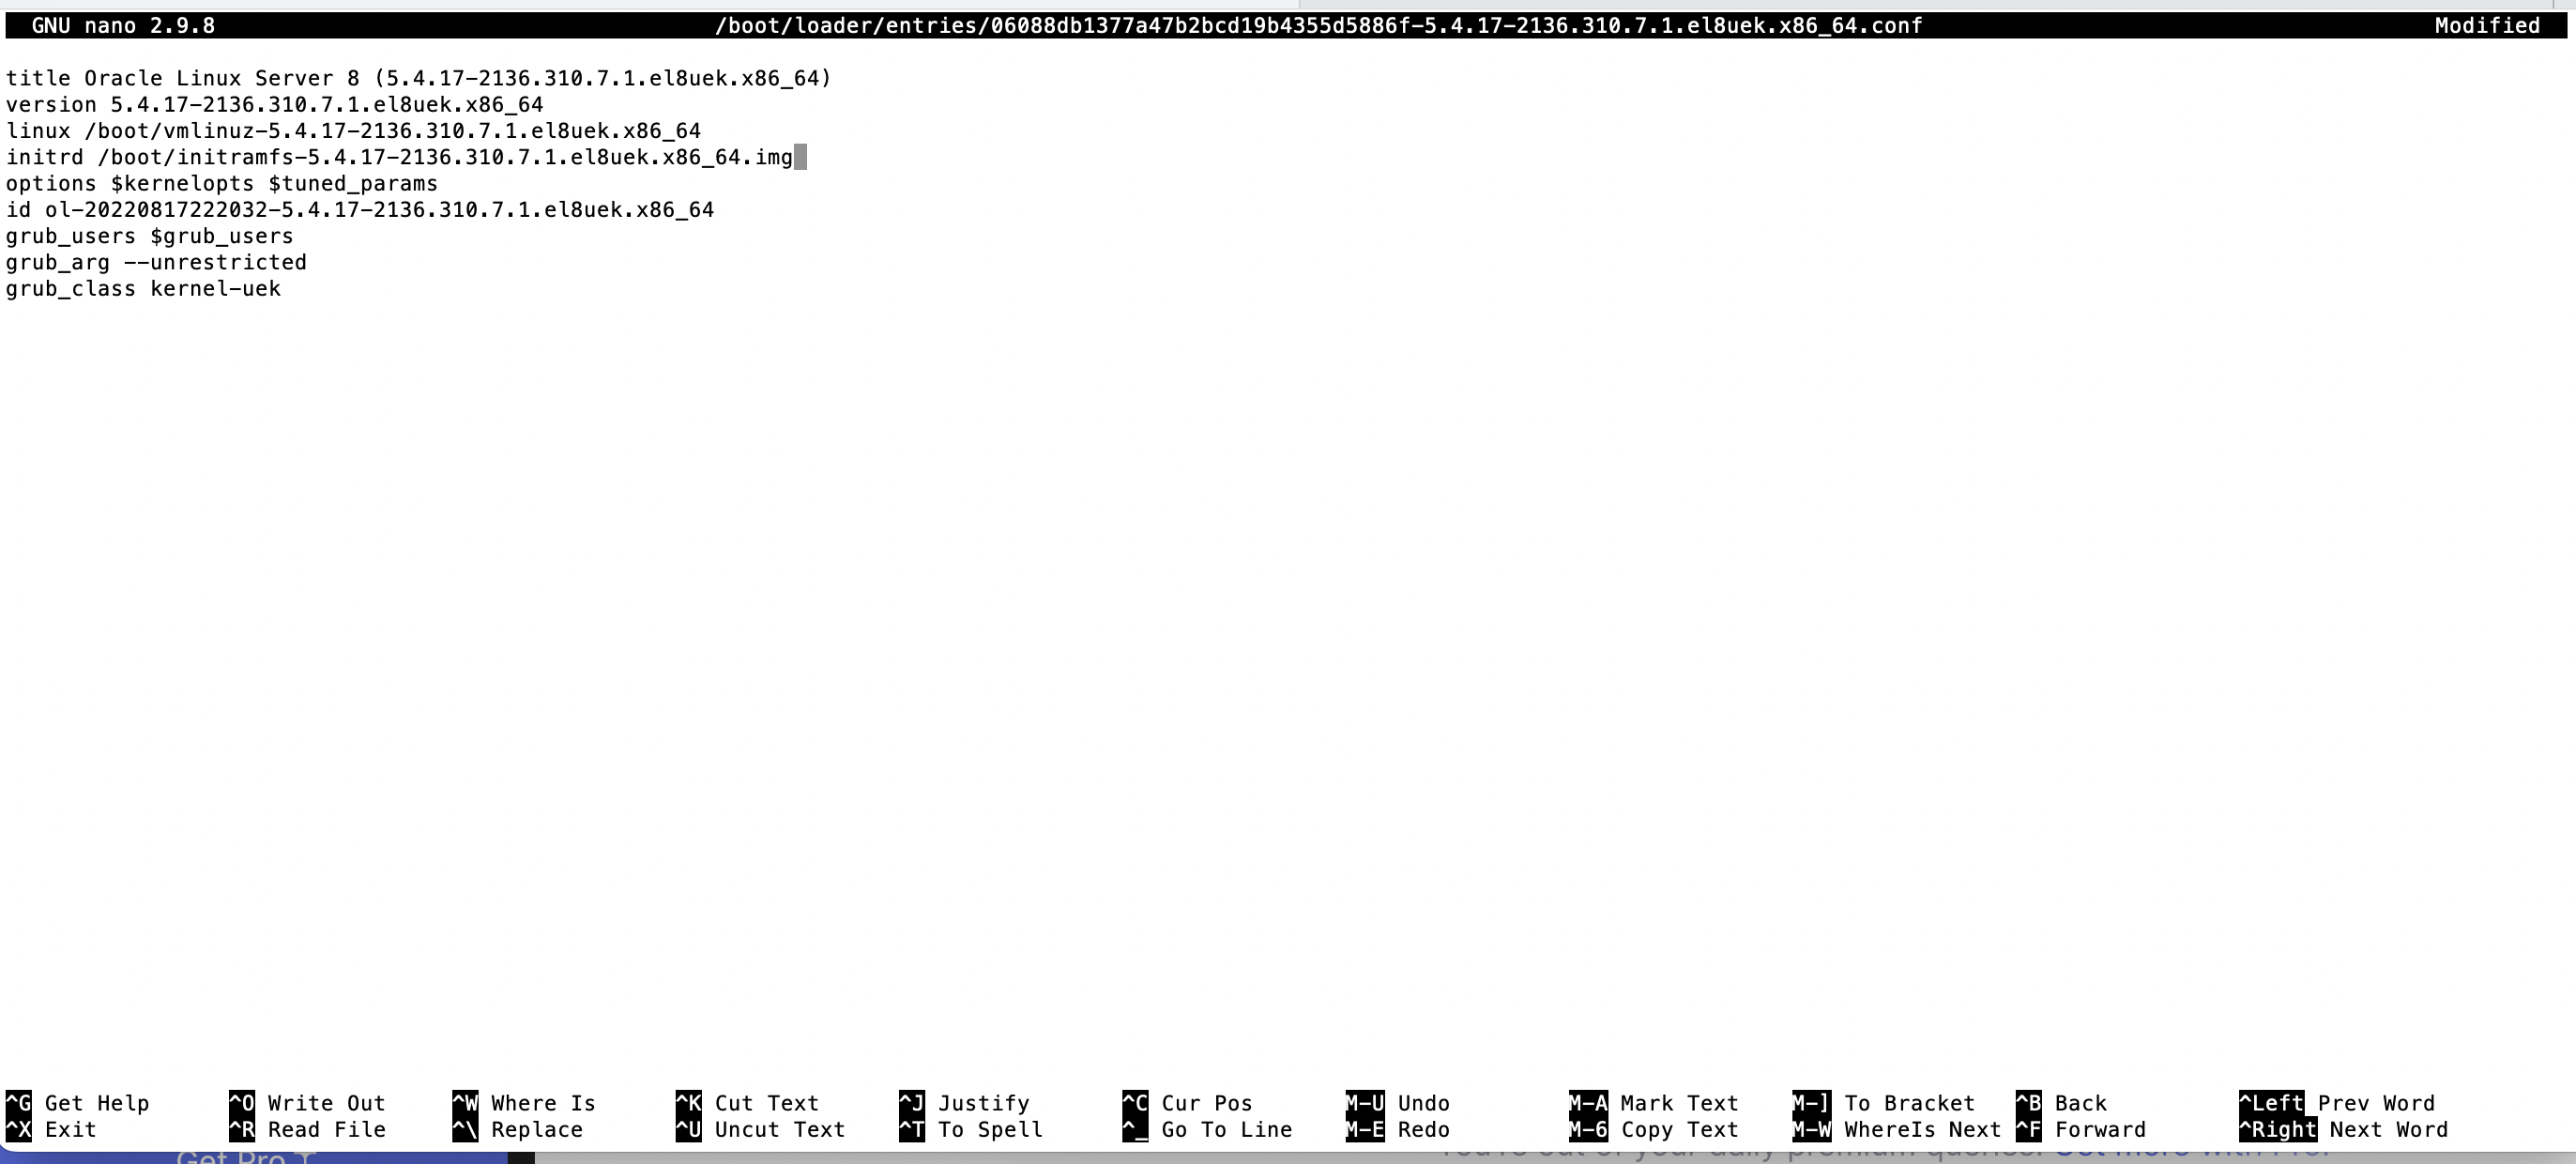 GNU nano 2.9.8 /boot/loader/entries/06088db1377a47b2bcd19b4355d5886f-5.4.17-2136.310.7.1.el8uek.x86_64.conf Modified
title Oracle Linux Server 8 (5.4.17-2136.310.7.1.el8uek.x86_64)
version 5.4.17-2136.310.7.1.el8uek.x86_64
linux /boot/vmlinuz-5.4.17-2136.310.7.1.el8uek.x86_64
initrd /boot/initramfs-5.4.17-2136.310.7.1.el8uek.x86_64.img
options $kernelopts $tuned_params
id ol-20220817222032-5.4.17-2136.310.7.1.el8uek.x86_64
grub_users $grub_users
grub_arg --unrestricted
grub_class kernel-uek
^G Get Help ^O Write Out ^W Where Is ^K Cut Text ^J Justify ^C Cur Pos M-U Undo M-A Mark Text M-] To Bracket ^B Back ^Left Prev Word
^X Exit ^R Read File ^\ Replace ^U Uncut Text ^T To Spell ^_ Go To Line M-E Redo M-6 Copy Text M-W WhereIs Next ^F Forward ^Right Next Word
Get Pro